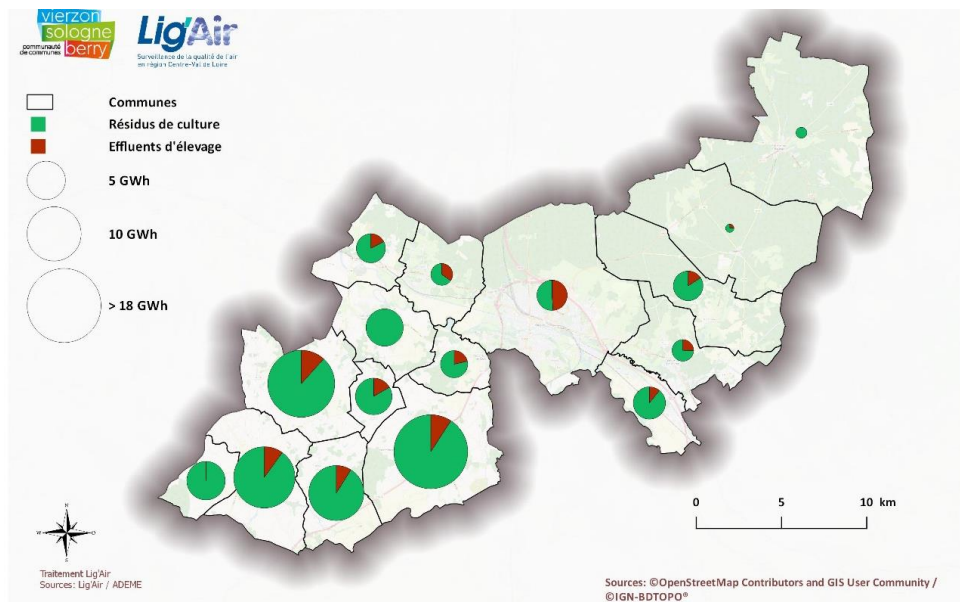 vierzon
sologne
communauté
de communes
berry
Lig'Air
Surveillance de la qualité de l'air
en région Centre-Val de Loire
Communes
Résidus de culture
Effluents d'élevage
5 GWh
10 GWh
> 18 GWh
0 5 10 km
N
W
S
Traitement Lig'Air
Sources: Lig'Air / ADEME
Sources: ©OpenStreetMap Contributors and GIS User Community /
©IGN-BDTOPO®